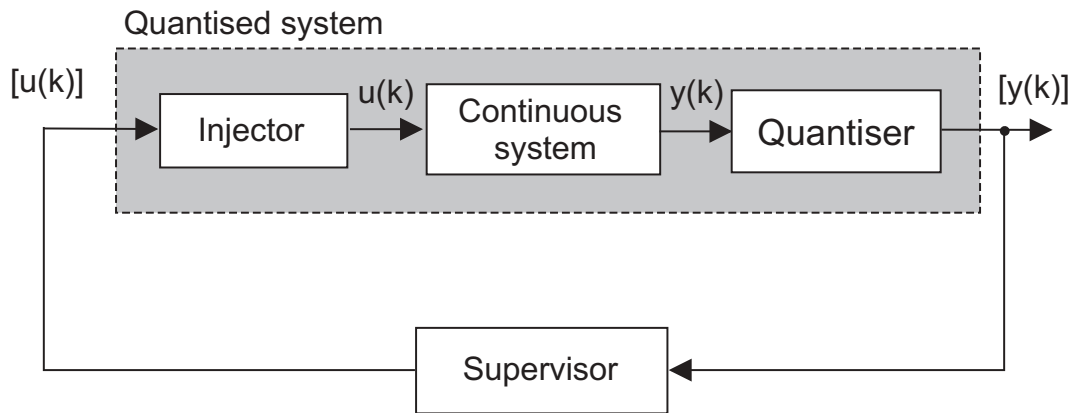 Quantised system
[u(k)]
Injector
u(k)
Continuous
system
y(k)
Quantiser
[y(k)]
Supervisor